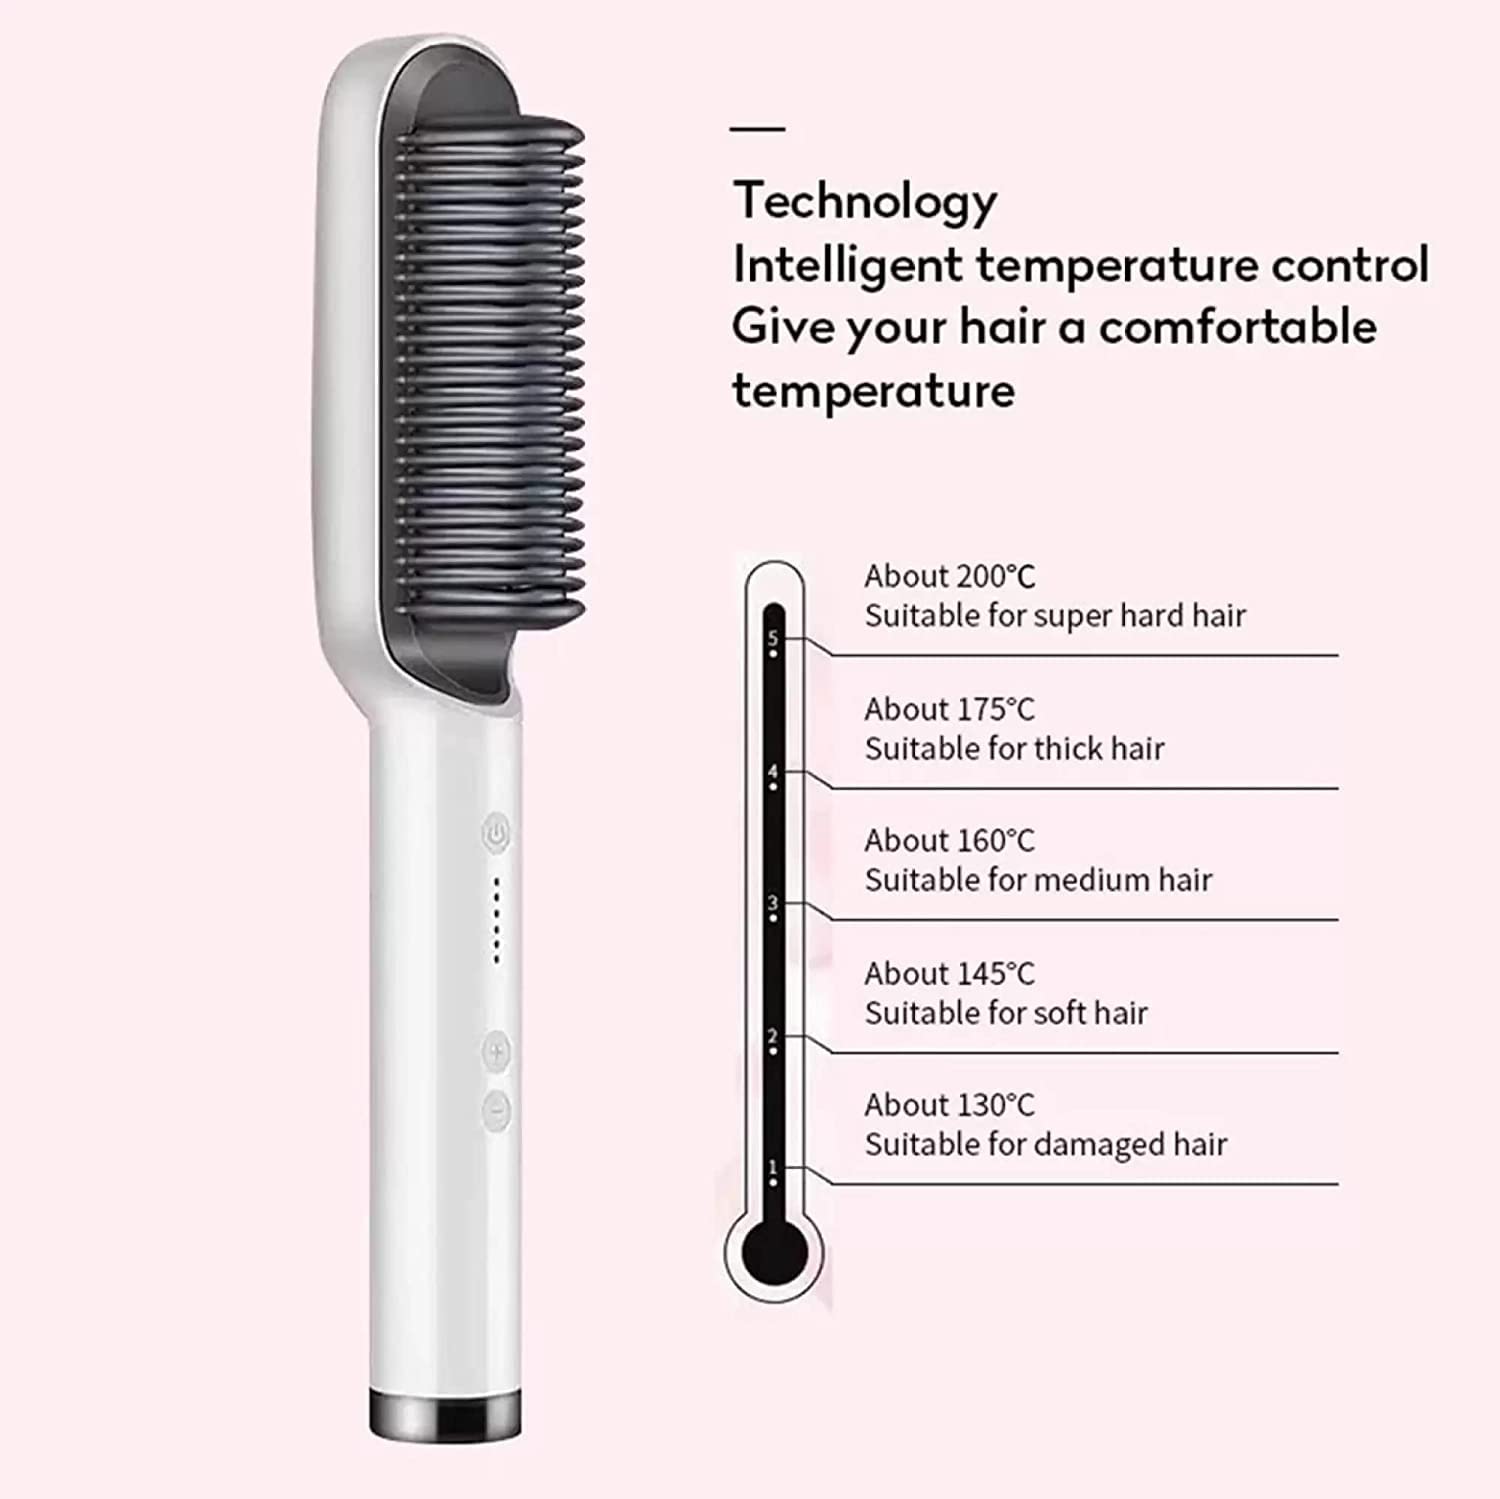 Technology
Intelligent temperature control
Give your hair a comfortable
temperature
About 200°C
Suitable for super hard hair
5
About 175°C
Suitable for thick hair
4
About 160°C
Suitable for medium hair
3
About 145°C
Suitable for soft hair
2
About 130°C
Suitable for damaged hair
1